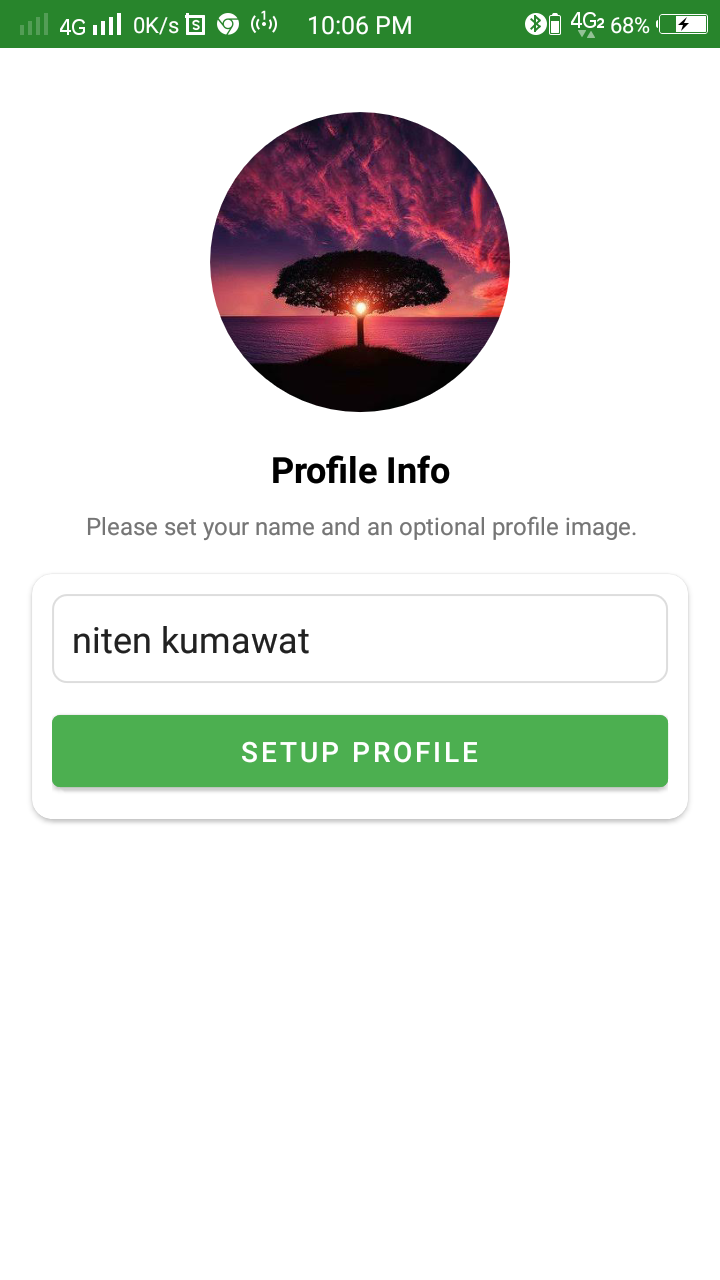 4G 0K/s S 1 10:06 PM 4G2 68%
Profile Info
Please set your name and an optional profile image.
niten kumawat
SETUP PROFILE